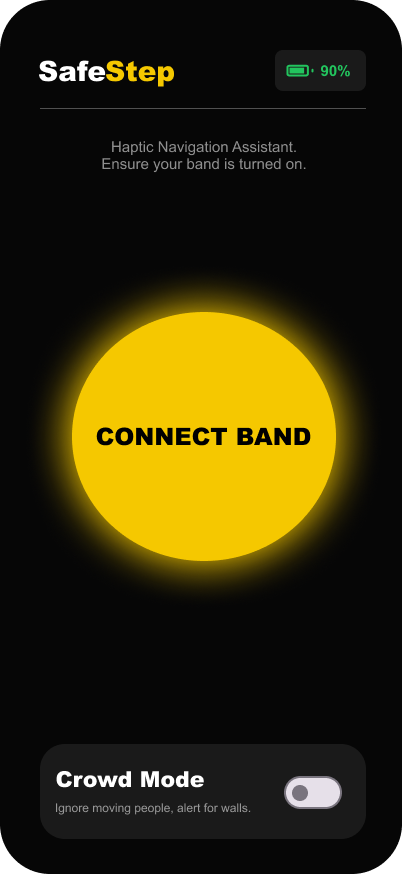 SafeStep
90%
Haptic Navigation Assistant.
Ensure your band is turned on.
CONNECT BAND
Crowd Mode
Ignore moving people, alert for walls.